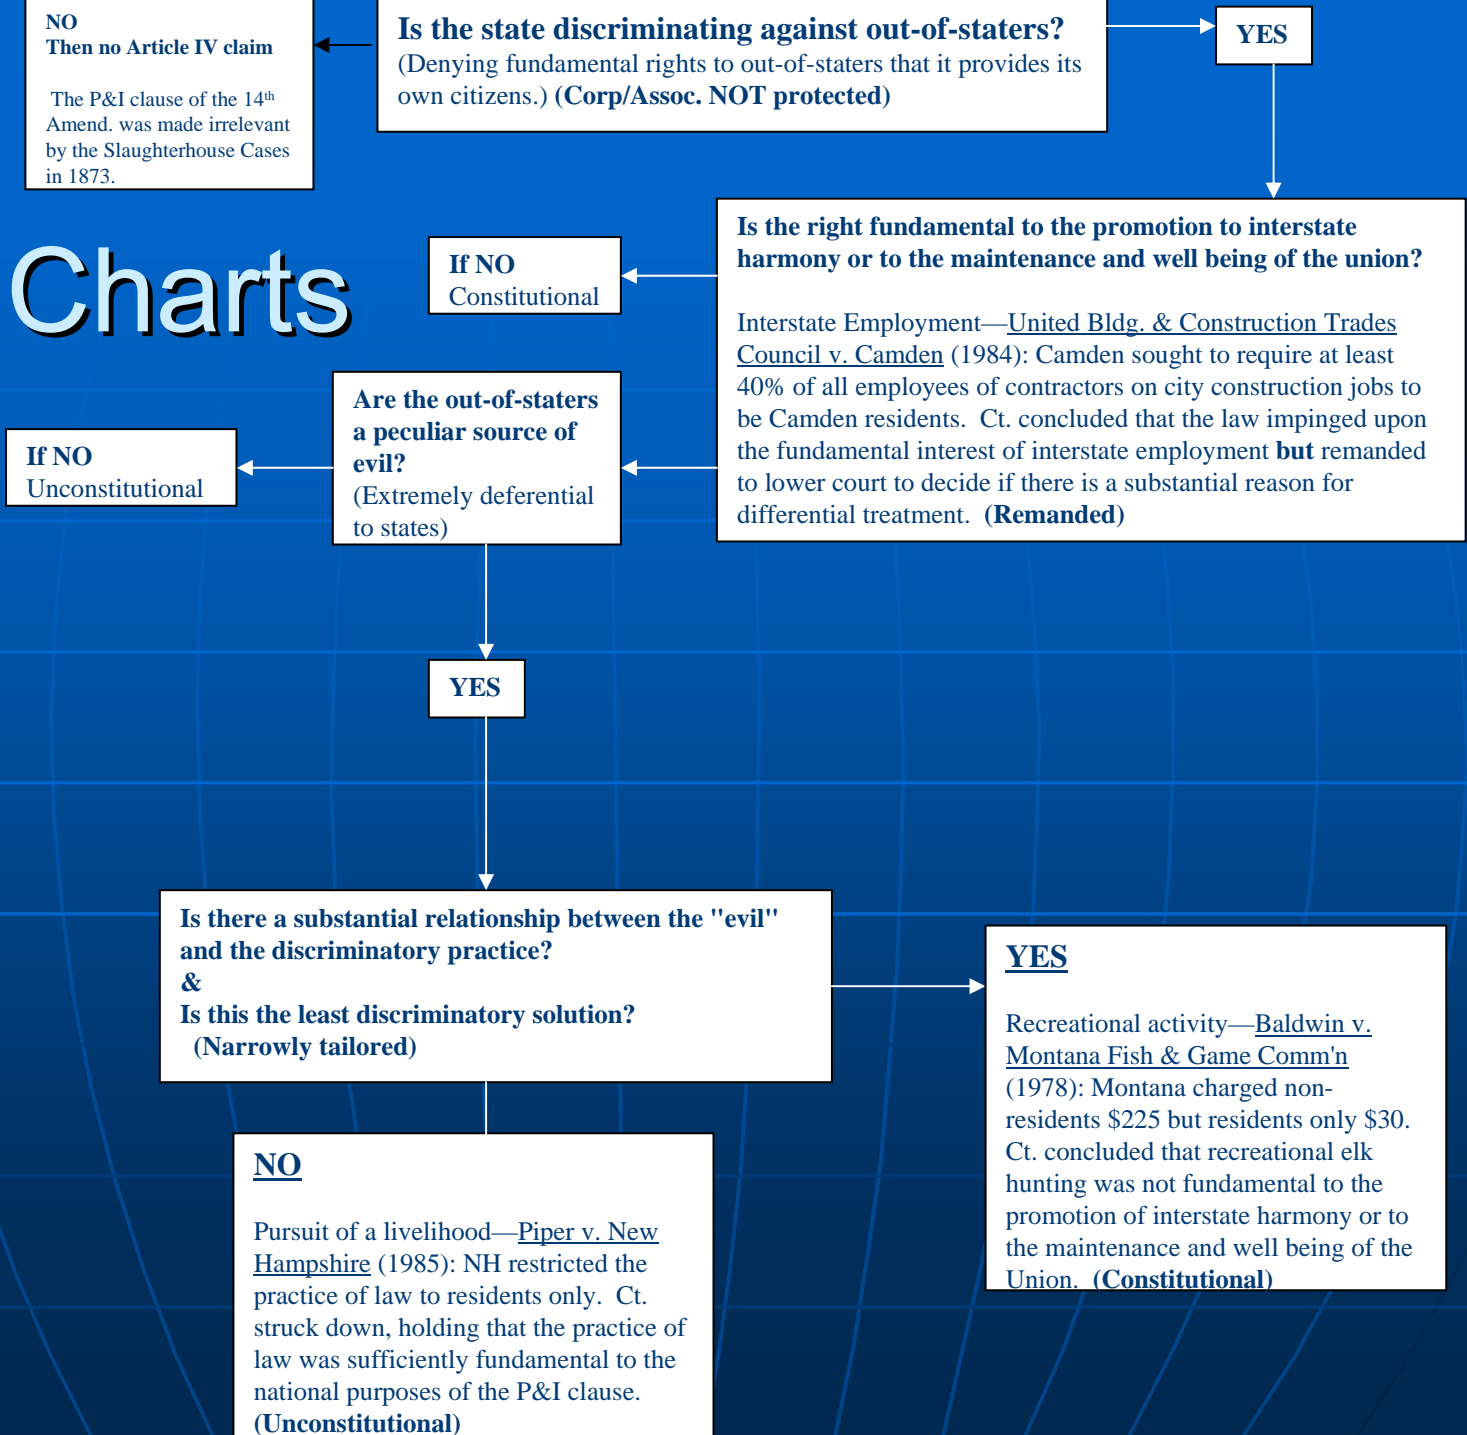 NO
Then no Article IV claim
The P&I clause of the 14th
Amend. was made irrelevant
by the Slaughterhouse Cases
in 1873.
Is the state discriminating against out-of-staters?
(Denying fundamental rights to out-of-staters that it provides its
own citizens.) (Corp/Assoc. NOT protected)
YES
Charts
If NO
Constitutional
Is the right fundamental to the promotion to interstate
harmony or to the maintenance and well being of the union?
Interstate Employment—United Bldg. & Construction Trades
Council v. Camden (1984): Camden sought to require at least
40% of all employees of contractors on city construction jobs to
be Camden residents.  Ct. concluded that the law impinged upon
the fundamental interest of interstate employment but remanded
to lower court to decide if there is a substantial reason for
differential treatment.  (Remanded)
Are the out-of-staters
a peculiar source of
evil?
(Extremely deferential
to states)
If NO
Unconstitutional
YES
Is there a substantial relationship between the "evil"
and the discriminatory practice?
&
Is this the least discriminatory solution?
(Narrowly tailored)
YES
Recreational activity—Baldwin v.
Montana Fish & Game Comm'n
(1978): Montana charged non-
residents $225 but residents only $30.
Ct. concluded that recreational elk
hunting was not fundamental to the
promotion of interstate harmony or to
the maintenance and well being of the
Union.  (Constitutional)
NO
Pursuit of a livelihood—Piper v. New
Hampshire (1985): NH restricted the
practice of law to residents only.  Ct.
struck down, holding that the practice of
law was sufficiently fundamental to the
national purposes of the P&I clause.
(Unconstitutional)